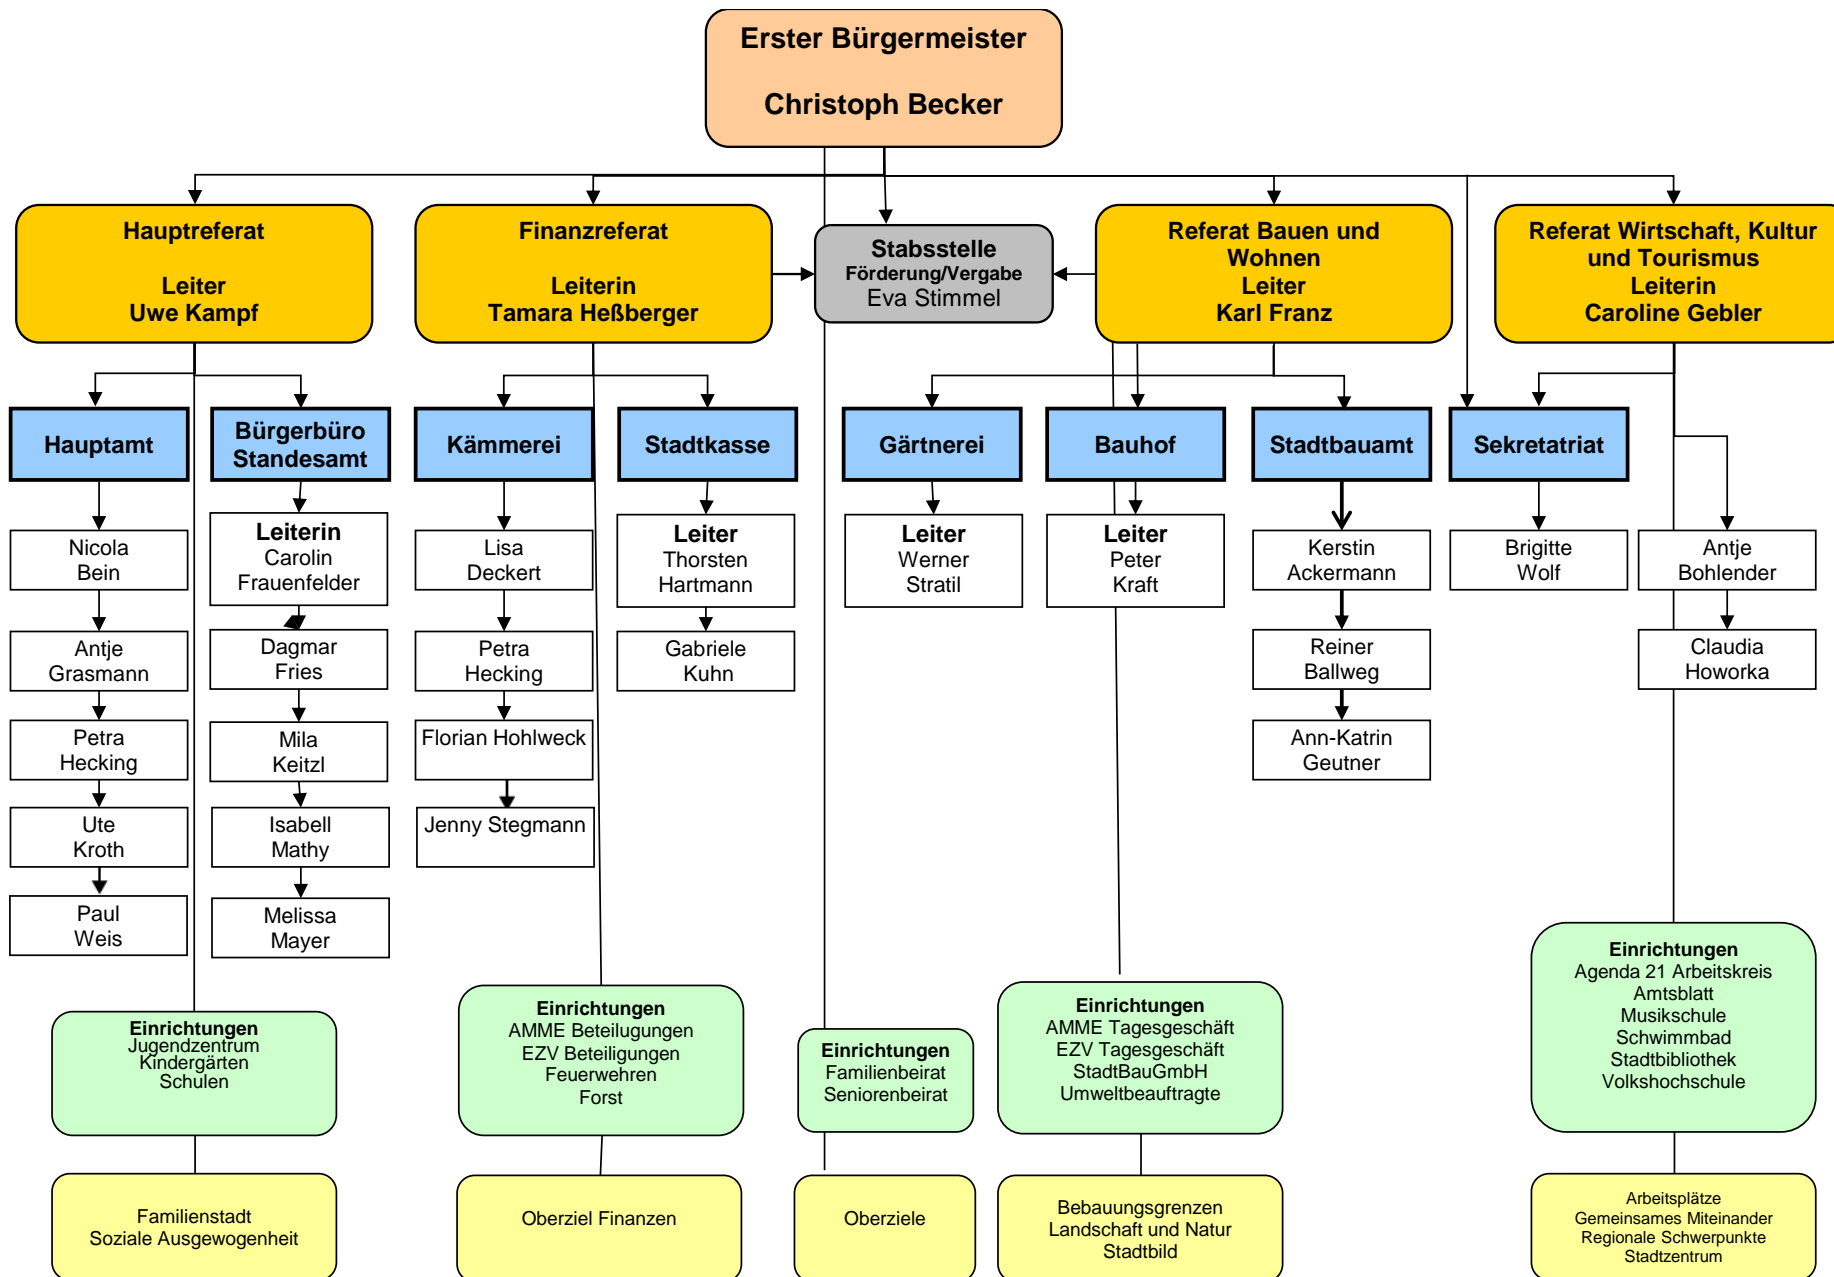 Erster Bürgermeister
Christoph Becker
Hauptreferat
Leiter
Uwe Kampf
Finanzreferat
Leiterin
Tamara Heßberger
Stabsstelle
Förderung/Vergabe
Eva Stimmel
Referat Bauen und
Wohnen
Leiter
Karl Franz
Referat Wirtschaft, Kultur
und Tourismus
Leiterin
Caroline Gebler
Hauptamt
Bürgerbüro
Standesamt
Kämmerei
Stadtkasse
Gärtnerei
Bauhof
Stadtbauamt
Sekretatriat
Nicola
Bein
Antje
Grasmann
Petra
Hecking
Ute
Kroth
Paul
Weis
Leiterin
Carolin
Frauenfelder
Dagmar
Fries
Mila
Keitzl
Isabell
Mathy
Melissa
Mayer
Lisa
Deckert
Petra
Hecking
Florian Hohlweck
Jenny Stegmann
Leiter
Thorsten
Hartmann
Gabriele
Kuhn
Leiter
Werner
Stratil
Leiter
Peter
Kraft
Kerstin
Ackermann
Reiner
Ballweg
Ann-Katrin
Geutner
Brigitte
Wolf
Antje
Bohlender
Claudia
Howorka
Einrichtungen
Jugendzentrum
Kindergärten
Schulen
Einrichtungen
AMME Beteilugungen
EZV Beteiligungen
Feuerwehren
Forst
Einrichtungen
Familienbeirat
Seniorenbeirat
Einrichtungen
AMME Tagesgeschäft
EZV Tagesgeschäft
StadtBauGmbH
Umweltbeauftragte
Einrichtungen
Agenda 21 Arbeitskreis
Amtsblatt
Musikschule
Schwimmbad
Stadtbibliothek
Volkshochschule
Familienstadt
Soziale Ausgewogenheit
Oberziel Finanzen
Oberziele
Bebauungsgrenzen
Landschaft und Natur
Stadtbild
Arbeitsplätze
Gemeinsames Miteinander
Regionale Schwerpunkte
Stadtzentrum